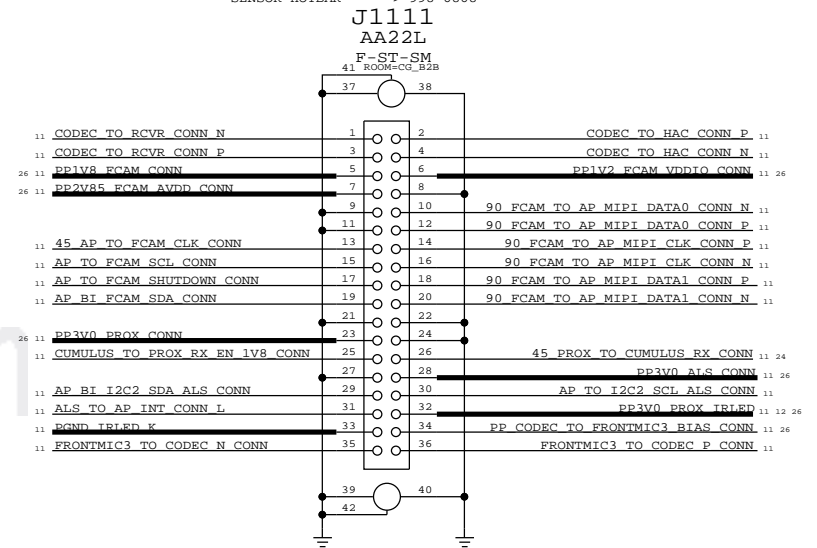 J1111
AA22L
F-ST-SM
41 ROOM=CG_B2B
37 38
11 CODEC_TO_RCVR_CONN_N 1 2 CODEC_TO_HAC_CONN_P 11
11 CODEC_TO_RCVR_CONN_P 3 4 CODEC_TO_HAC_CONN_N 11
26 11 PP1V8_FCAM_CONN 5 6 PP1V2_FCAM_VDDIO_CONN 11 26
26 11 PP2V85_FCAM_AVDD_CONN 7 8
9 10 90_FCAM_TO_AP_MIPI_DATA0_CONN_N 11
11 12 90_FCAM_TO_AP_MIPI_DATA0_CONN_P 11
11 45_AP_TO_FCAM_CLK_CONN 13 14 90_FCAM_TO_AP_MIPI_CLK_CONN_P 11
11 AP_TO_FCAM_SCL_CONN 15 16 90_FCAM_TO_AP_MIPI_CLK_CONN_N 11
11 AP_TO_FCAM_SHUTDOWN_CONN 17 18 90_FCAM_TO_AP_MIPI_DATA1_CONN_P 11
11 AP_BI_FCAM_SDA_CONN 19 20 90_FCAM_TO_AP_MIPI_DATA1_CONN_N 11
21 22
26 11 PP3V0_PROX_CONN 23 24
11 CUMULUS_TO_PROX_RX_EN_1V8_CONN 25 26 45_PROX_TO_CUMULUS_RX_CONN 11 24
27 28 PP3V0_ALS_CONN 11 26
11 AP_BI_I2C2_SDA_ALS_CONN 29 30 AP_TO_I2C2_SCL_ALS_CONN 11
11 ALS_TO_AP_INT_CONN_L 31 32 PP3V0_PROX_IRLED 11 12 26
11 PGND_IRLED_K 33 34 PP_CODEC_TO_FRONTMIC3_BIAS_CONN 11 26
11 FRONTMIC3_TO_CODEC_N_CONN 35 36 FRONTMIC3_TO_CODEC_P_CONN 11
39 40
42